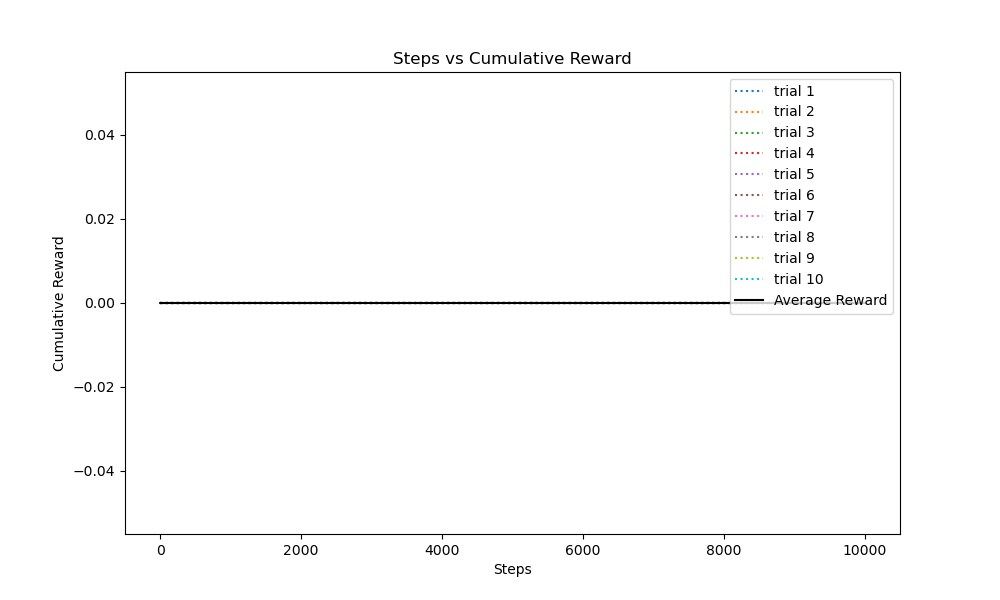 Steps vs Cumulative Reward
trial 1
trial 2
trial 3
trial 4
trial 5
trial 6
trial 7
trial 8
trial 9
trial 10
Average Reward
Cumulative Reward
0.04
0.02
0.00
−0.02
−0.04
0 2000 4000 6000 8000 10000
Steps